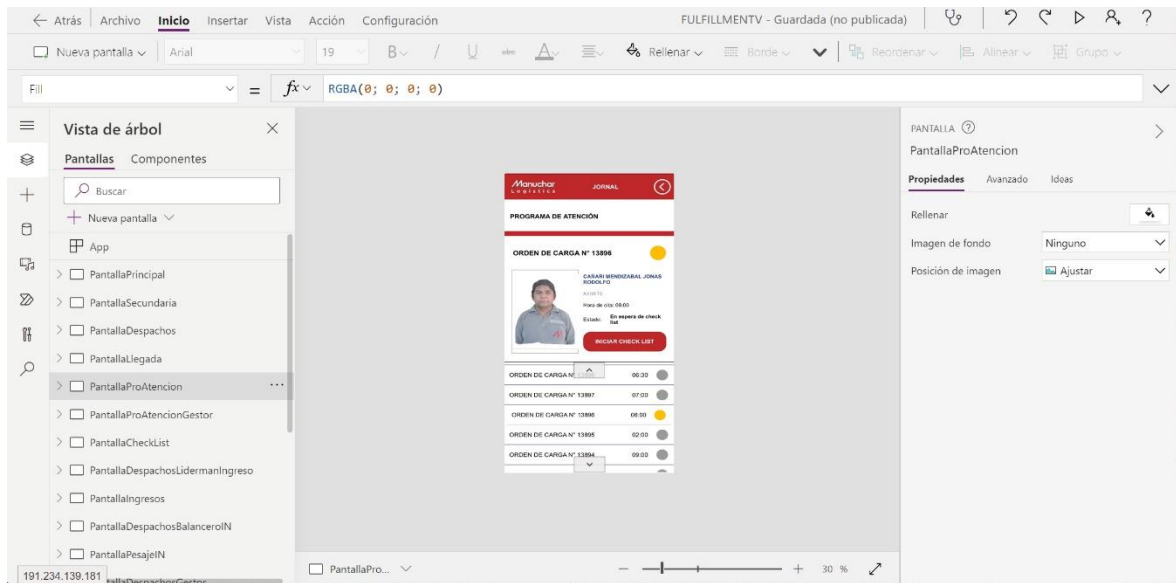 ← Atrás Archivo Inicio Insertar Vista Acción Configuración FULFILLMENTV - Guardada (no publicada) ?
Nueva pantalla Arial 19 B / U abc A Rellenar Borde Reordenar Alinear Grupo
Fill = fx RGBA(0; 0; 0; 0)
Vista de árbol
Pantallas Componentes
Buscar
Nueva pantalla
App
PantallaPrincipal
PantallaSecundaria
PantallaDespachos
PantallaLlegada
PantallaProAtencion ...
PantallaProAtencionGestor
PantallaCheckList
PantallaDespachosLidermanIngreso
PantallaIngresos
PantallaDespachosBalanceroIN
PantallaPesajeIN
PantallaDespachosGestor
191.234.139.181
Manuchar
Logística
JORNAL
PROGRAMA DE ATENCIÓN
ORDEN DE CARGA N° 13896
CAÑARI MENDIZABAL JONAS
RODOLFO
Hora de cita: 08:00
Estado: En espera de check
list
INICIAR CHECK LIST
ORDEN DE CARGA N° 06:30
ORDEN DE CARGA N° 13897 07:00
ORDEN DE CARGA N° 13896 08:00
ORDEN DE CARGA N° 13895 02:00
ORDEN DE CARGA N° 13894 09:00
PantallaPro... − + 30 %
PANTALLA ?
PantallaProAtencion
Propiedades Avanzado Ideas
Rellenar
Imagen de fondo Ninguno
Posición de imagen Ajustar